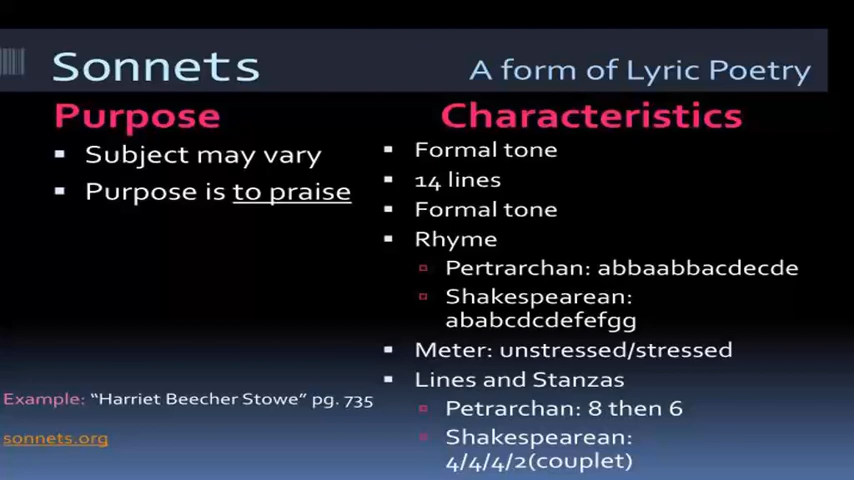 Sonnets
A form of Lyric Poetry
Purpose
Subject may vary
Purpose is to praise
Characteristics
Formal tone
14 lines
Formal tone
Rhyme
Pertrarchan: abbaabbacdecde
Shakespearean:
ababcdcdefefgg
Meter: unstressed/stressed
Lines and Stanzas
Petrarchan: 8 then 6
Shakespearean:
4/4/4/2(couplet)
Example: “Harriet Beecher Stowe” pg. 735
sonnets.org